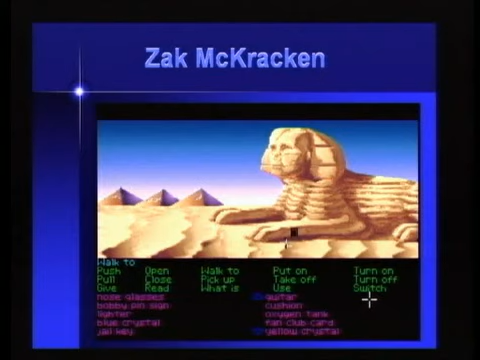 Zak McKracken
Walk to
Push Open Walk to Put on Turn on
Pull Close Pick up Take off Turn off
Give Read What is Use Switch
nose glasses guitar
bobby pin sign cushion
lighter oxygen tank
blue crystal fan club card
jail key yellow crystal